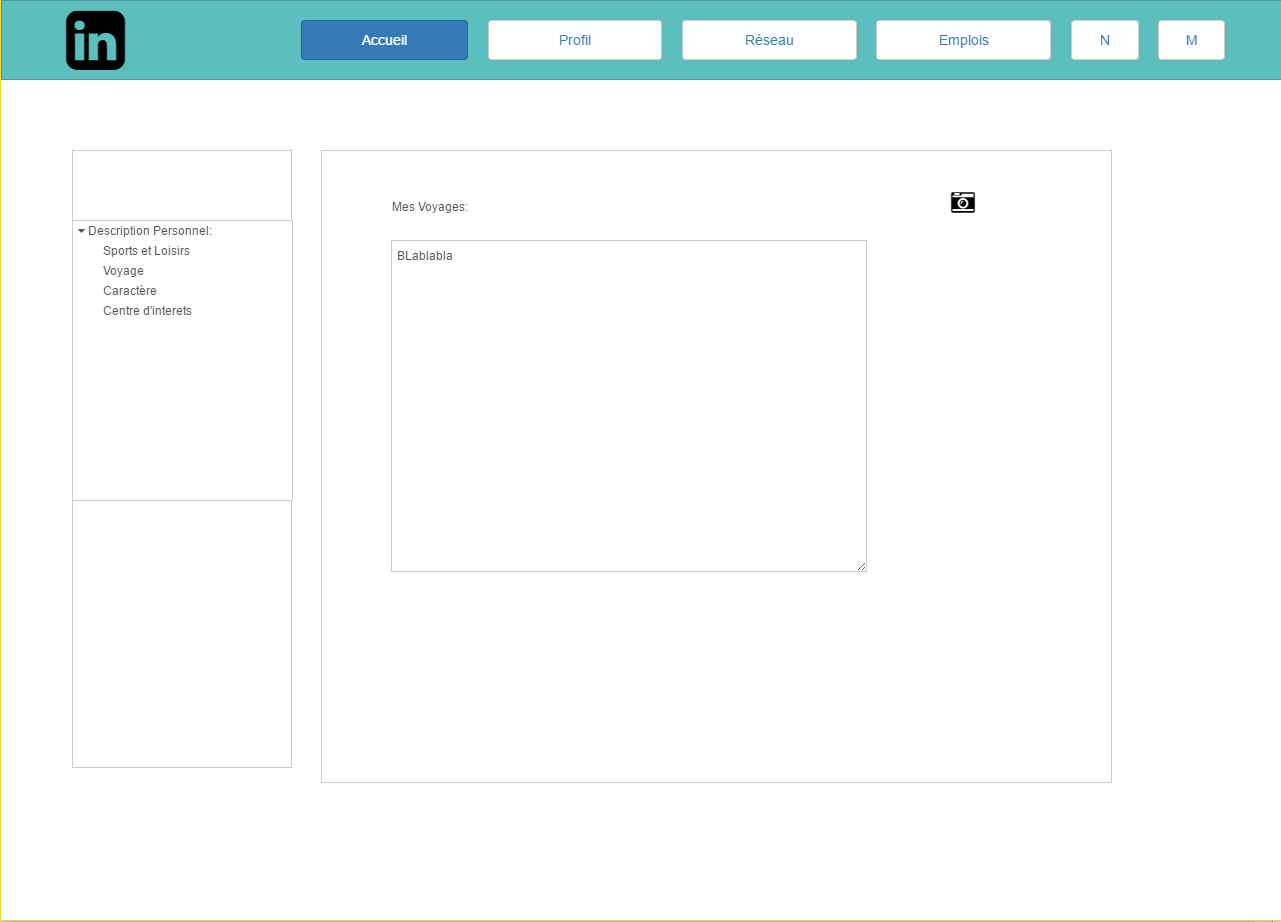 in
Accueil
Profil
Réseau
Emplois
N
M
Description Personnel:
Sports et Loisirs
Voyage
Caractère
Centre d'interets
Mes Voyages:
BLablabla